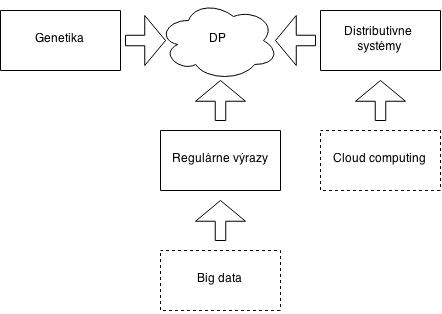 Genetika
DP
Distributívne
systémy
Regulárne výrazy
Cloud computing
Big data